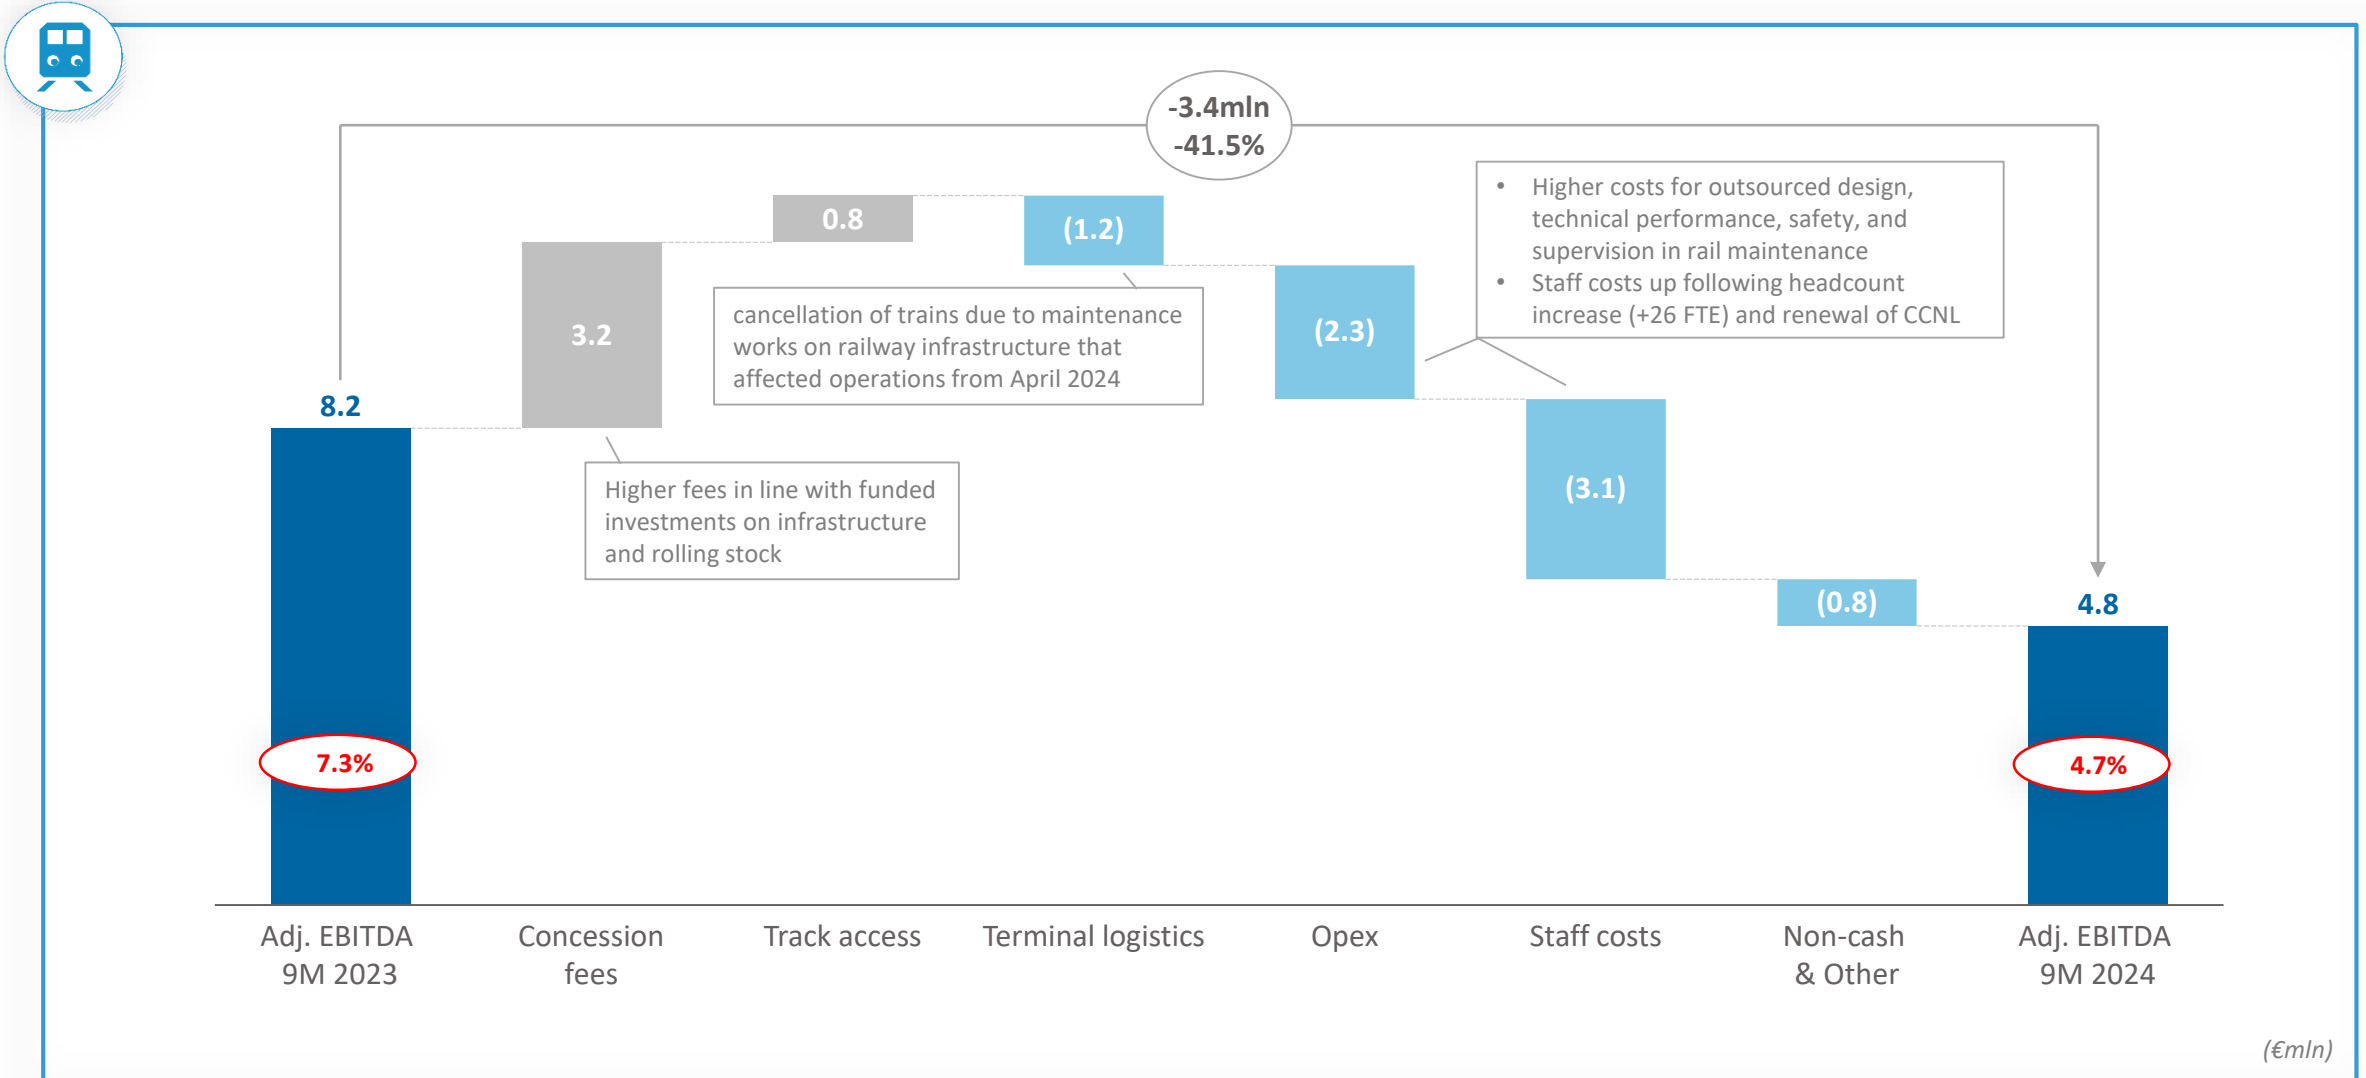 -3.4mln
-41.5%
• Higher costs for outsourced design,
technical performance, safety, and
supervision in rail maintenance
• Staff costs up following headcount
increase (+26 FTE) and renewal of CCNL
0.8
(1.2)
3.2
cancellation of trains due to maintenance
works on railway infrastructure that
affected operations from April 2024
(2.3)
8.2
Higher fees in line with funded
investments on infrastructure
and rolling stock
(3.1)
(0.8)
4.8
7.3%
4.7%
Adj. EBITDA
9M 2023
Concession
fees
Track access
Terminal logistics
Opex
Staff costs
Non-cash
& Other
Adj. EBITDA
9M 2024
(€mln)